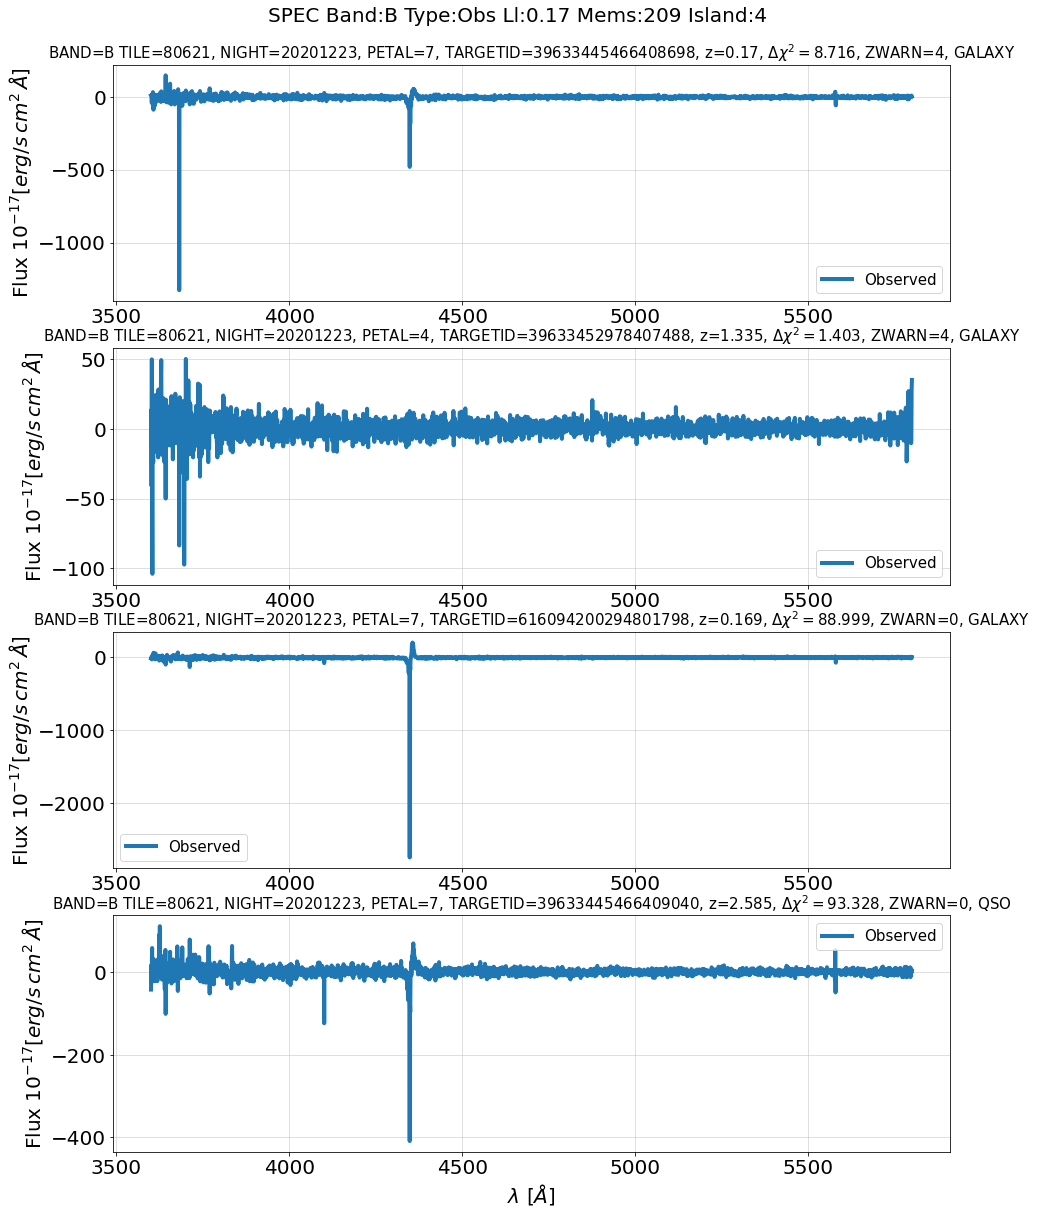 SPEC Band:B Type:Obs Ll:0.17 Mems:209 Island:4
BAND=B TILE=80621, NIGHT=20201223, PETAL=7, TARGETID=39633445466408698, z=0.17, Δχ² = 8.716, ZWARN=4, GALAXY
Flux 10⁻¹⁷[erg/s cm² Å]
0
−500
−1000
Observed
3500 4000 4500 5000 5500
BAND=B TILE=80621, NIGHT=20201223, PETAL=4, TARGETID=39633452978407488, z=1.335, Δχ² = 1.403, ZWARN=4, GALAXY
Flux 10⁻¹⁷[erg/s cm² Å]
50
0
−50
−100
Observed
3500 4000 4500 5000 5500
BAND=B TILE=80621, NIGHT=20201223, PETAL=7, TARGETID=616094200294801798, z=0.169, Δχ² = 88.999, ZWARN=0, GALAXY
Flux 10⁻¹⁷[erg/s cm² Å]
0
−1000
−2000
Observed
3500 4000 4500 5000 5500
BAND=B TILE=80621, NIGHT=20201223, PETAL=7, TARGETID=39633445466409040, z=2.585, Δχ² = 93.328, ZWARN=0, QSO
Flux 10⁻¹⁷[erg/s cm² Å]
Observed
0
−200
−400
3500 4000 4500 5000 5500
λ [Å]